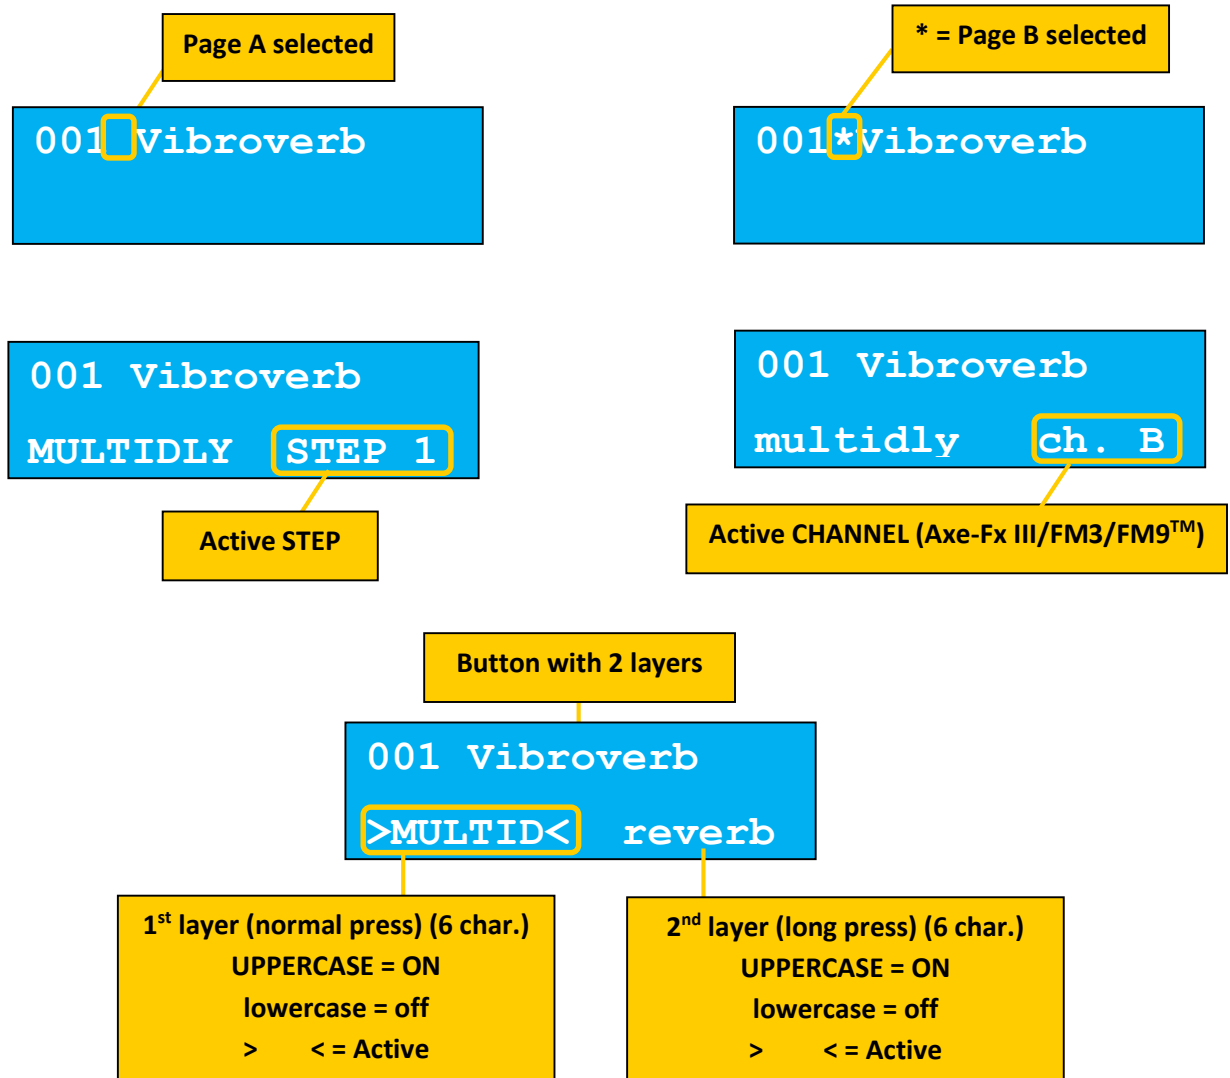 Page A selected
* = Page B selected
001 Vibroverb
001*Vibroverb
001 Vibroverb
MULTIDLY STEP 1
001 Vibroverb
multidly ch. B
Active STEP
Active CHANNEL (Axe-Fx III/FM3/FM9™)
Button with 2 layers
001 Vibroverb
>MULTID< reverb
1st layer (normal press) (6 char.)
UPPERCASE = ON
lowercase = off
> < = Active
2nd layer (long press) (6 char.)
UPPERCASE = ON
lowercase = off
> < = Active